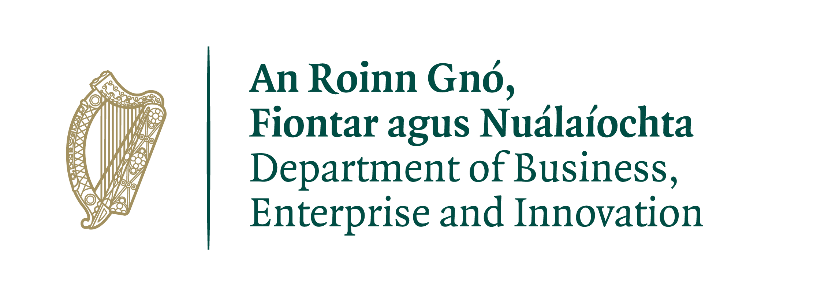 An Roinn Gnó,
Fiontar agus Nuálaíochta
Department of Business,
Enterprise and Innovation